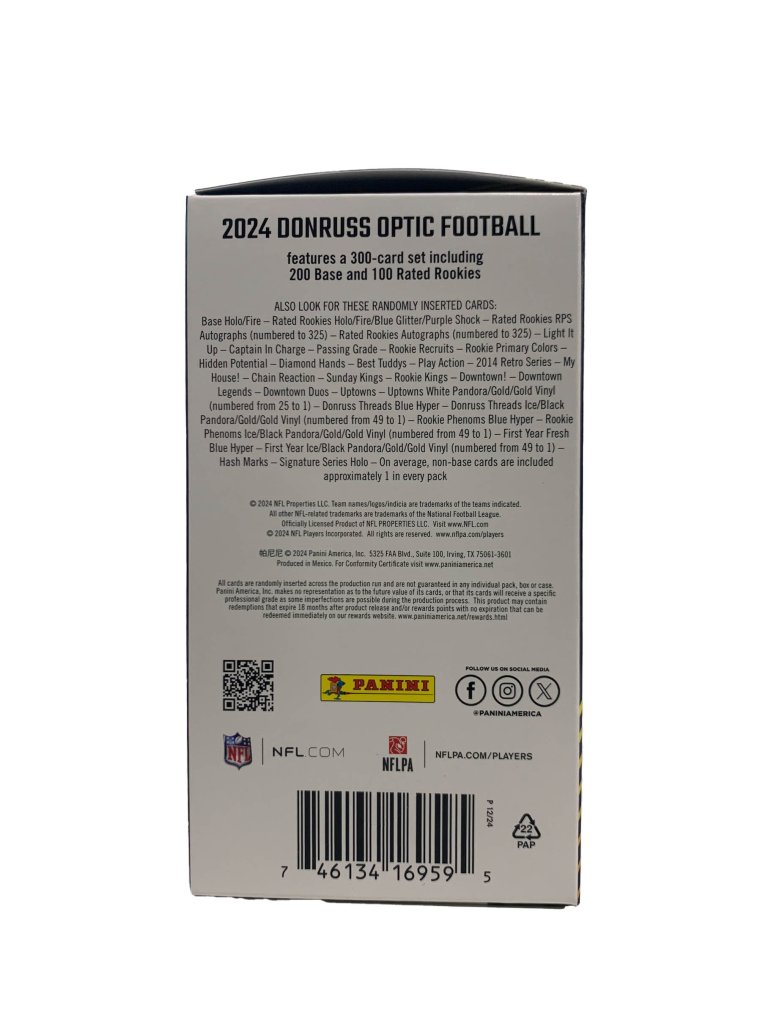 2024 DONRUSS OPTIC FOOTBALL
features a 300-card set including
200 Base and 100 Rated Rookies
ALSO LOOK FOR THESE RANDOMLY INSERTED CARDS:
Base Holo/Fire – Rated Rookies Holo/Fire/Blue Glitter/Purple Shock – Rated Rookies RPS
Autographs (numbered to 325) – Rated Rookies Autographs (numbered to 325) – Light It
Up – Captain In Charge – Passing Grade – Rookie Recruits – Rookie Primary Colors –
Hidden Potential – Diamond Hands – Best Tuddys – Play Action – 2014 Retro Series – My
House! – Chain Reaction – Sunday Kings – Rookie Kings – Downtown! – Downtown
Legends – Downtown Duos – Uptowns – Uptowns White Pandora/Gold/Gold Vinyl
(numbered from 25 to 1) – Donruss Threads Blue Hyper – Donruss Threads Ice/Black
Pandora/Gold/Gold Vinyl (numbered from 49 to 1) – Rookie Phenoms Blue Hyper – Rookie
Phenoms Ice/Black Pandora/Gold/Gold Vinyl (numbered from 49 to 1) – First Year Fresh
Blue Hyper – First Year Ice/Black Pandora/Gold/Gold Vinyl (numbered from 49 to 1) –
Hash Marks – Signature Series Holo – On average, non-base cards are included
approximately 1 in every pack
© 2024 NFL Properties LLC. Team names/logos/indicia are trademarks of the teams indicated.
All other NFL-related trademarks are trademarks of the National Football League.
Officially Licensed Product of NFL PROPERTIES LLC. Visit www.NFL.com
© 2024 NFL Players Incorporated. All rights are reserved. www.nflpa.com/players
帕尼尼 © 2024 Panini America, Inc. 5325 FAA Blvd., Suite 100, Irving, TX 75061-3601
Produced in Mexico. For Conformity Certificate visit www.paninigroup.net
All cards are randomly inserted across the production run and are not guaranteed in any individual pack, box or case.
Panini America, Inc. makes no representation as to the future value of its cards, or that its cards will receive a specific
professional grade as some imperfections are possible during the production process. This product may contain
redemptions that expire 18 months after product release and/or rewards points with no expiration that can be
redeemed immediately on our rewards website. www.paniniamerica.net/rewards.html
FOLLOW US ON SOCIAL MEDIA
PANINI
@PANINIAMERICA
NFL
NFL.COM
NFLPA
NFLPA.COM/PLAYERS
P 12/24
22
PAP
7 46134 16959 5